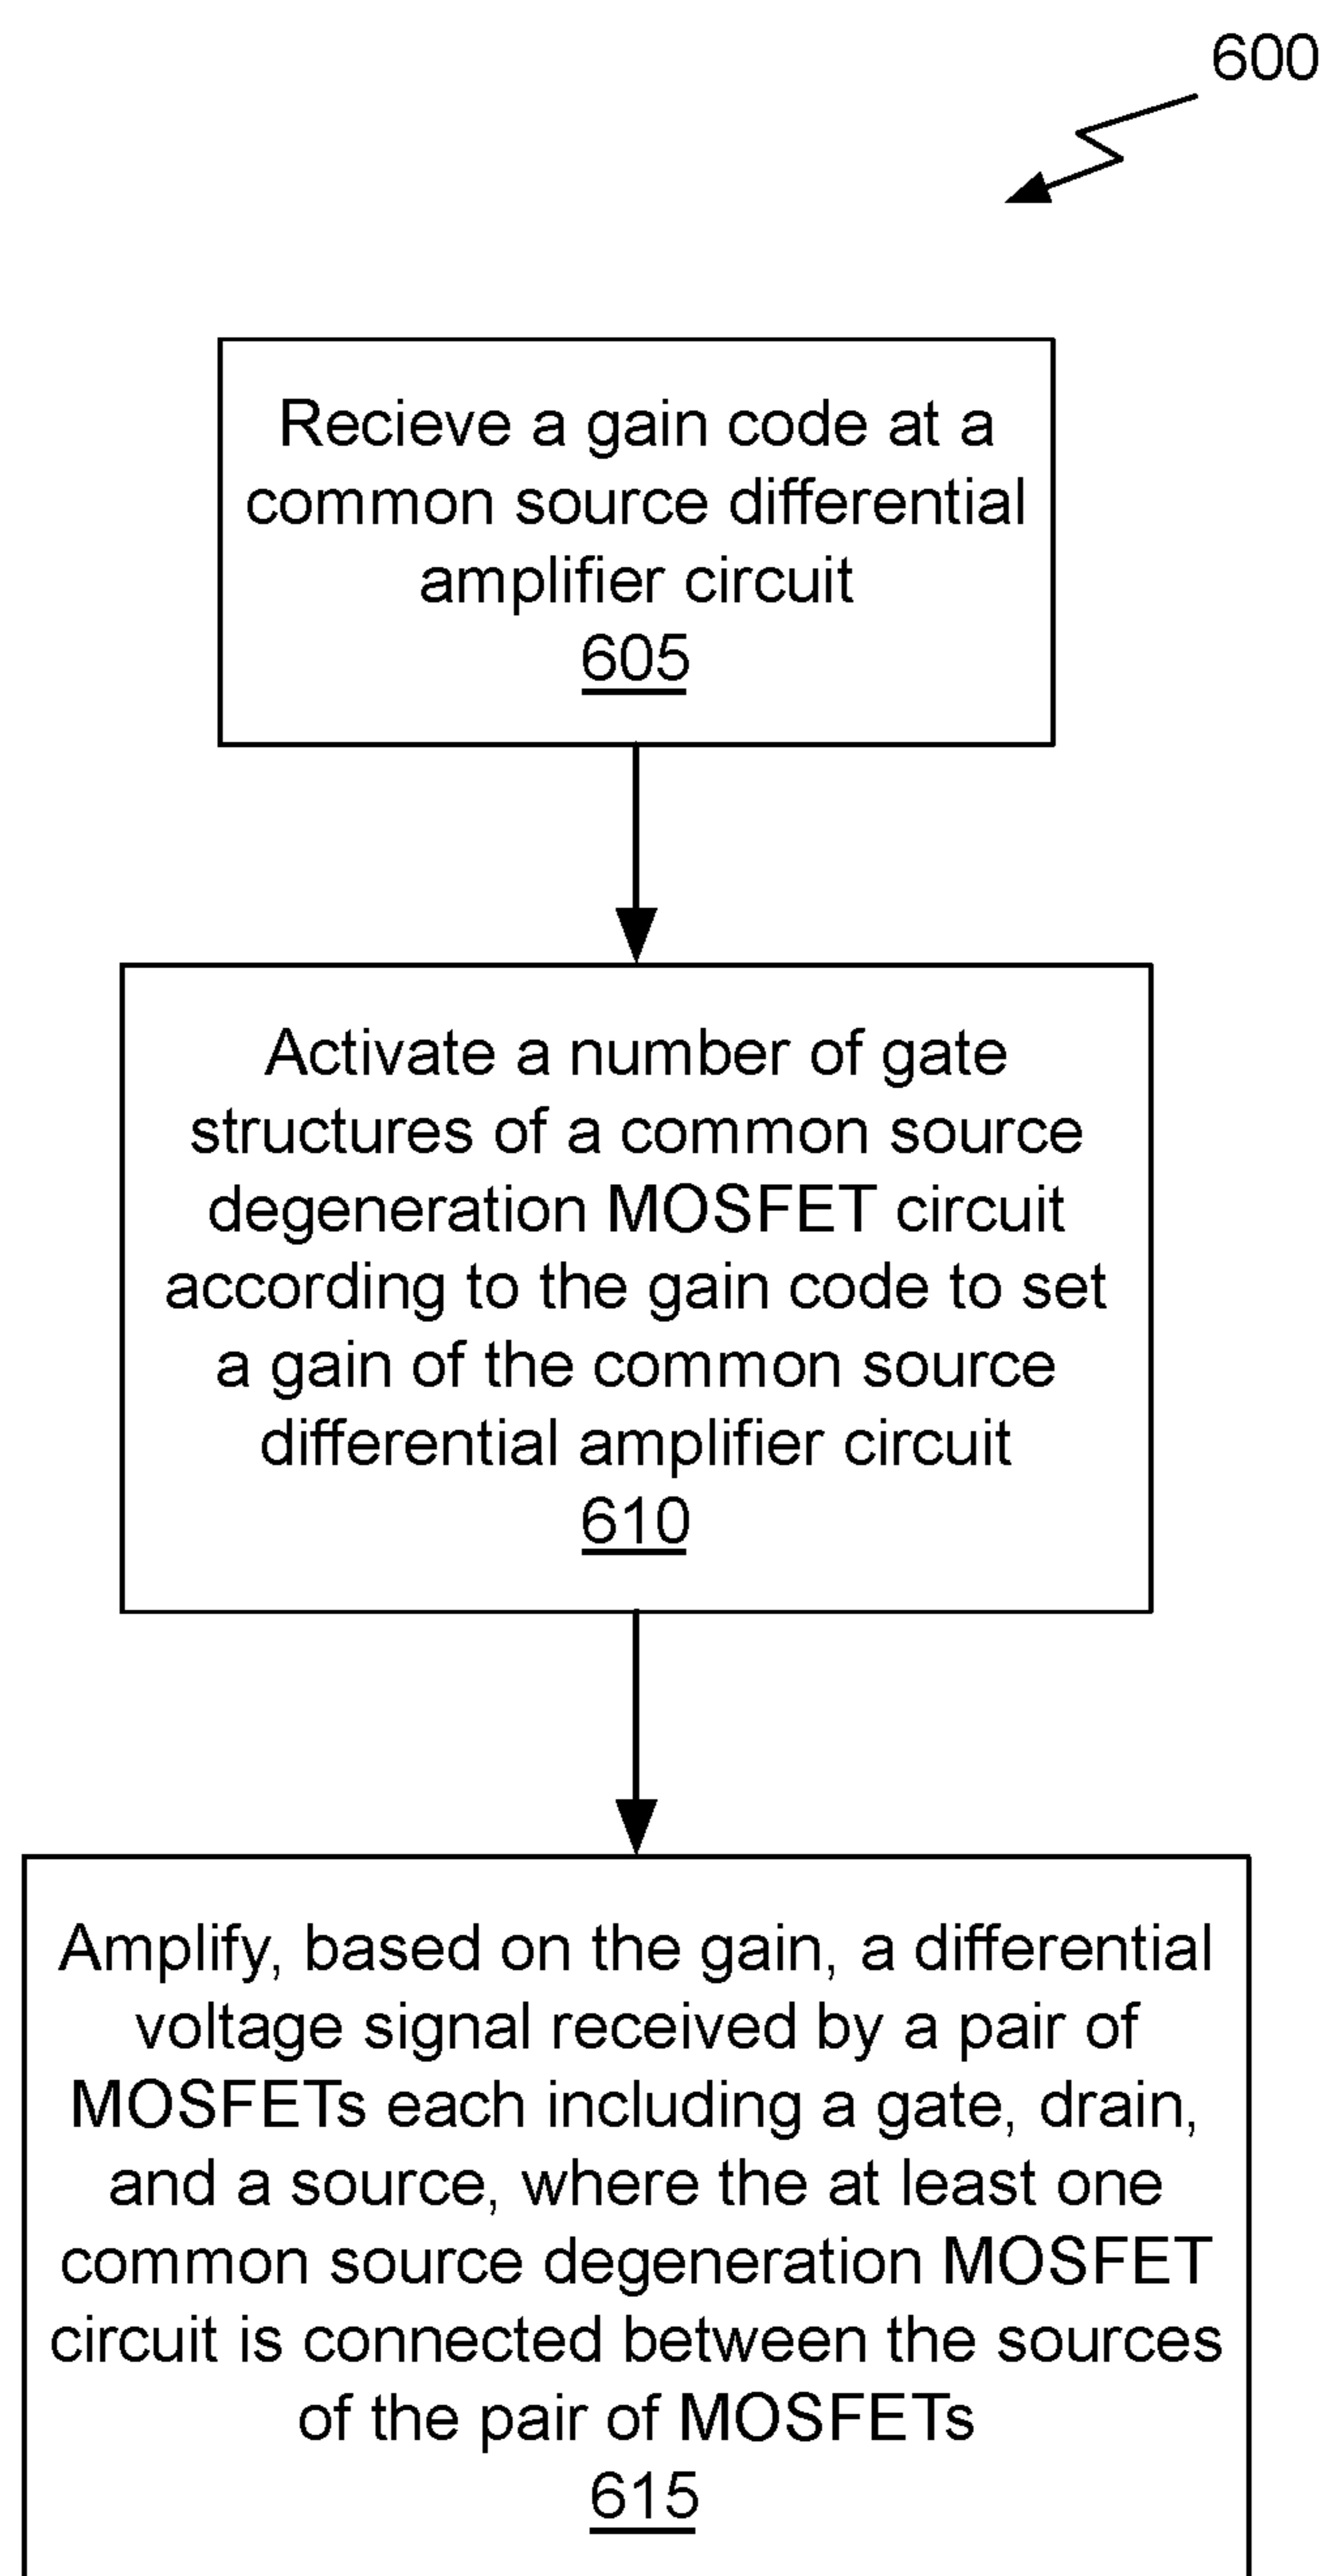 600
Recieve a gain code at a
common source differential
amplifier circuit
605
Activate a number of gate
structures of a common source
degeneration MOSFET circuit
according to the gain code to set
a gain of the common source
differential amplifier circuit
610
Amplify, based on the gain, a differential
voltage signal received by a pair of
MOSFETs each including a gate, drain,
and a source, where the at least one
common source degeneration MOSFET
circuit is connected between the sources
of the pair of MOSFETs
615